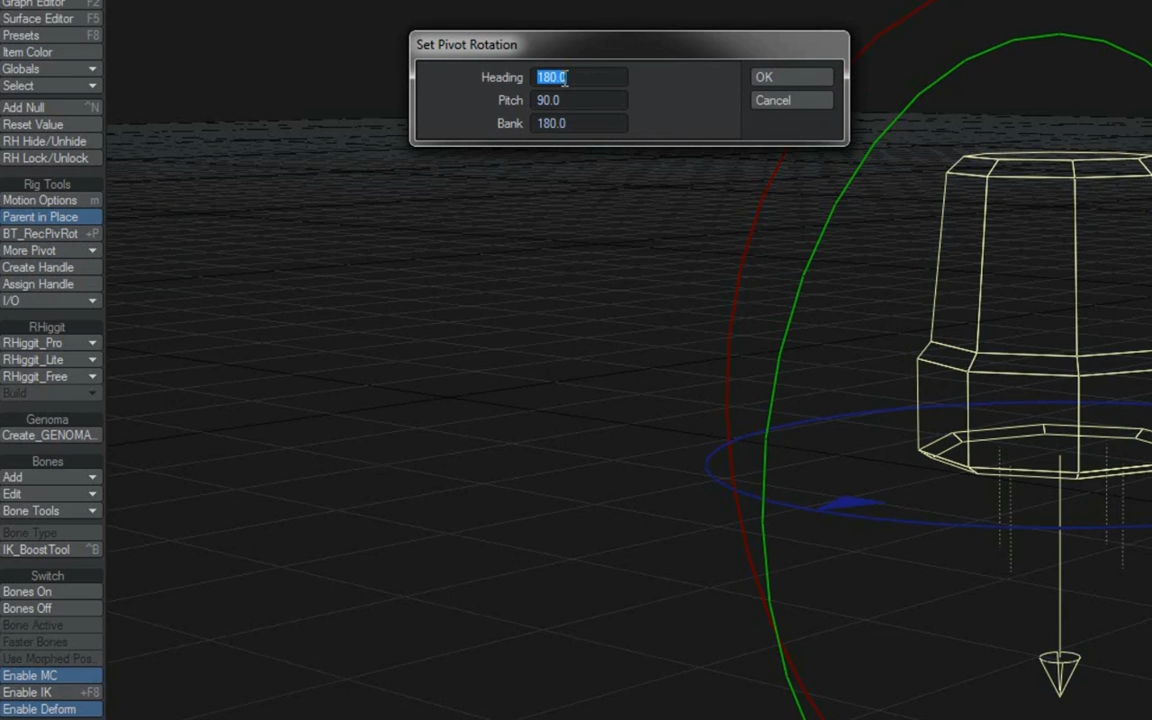 Graph Editor F2
Surface Editor F5
Presets F8
Item Color
Globals
Select
Add Null ^N
Reset Value
RH Hide/Unhide
RH Lock/Unlock
Rig Tools
Motion Options m
Parent in Place
BT_RecPivRot +P
More Pivot
Create Handle
Assign Handle
I/O
RHiggit
RHiggit_Pro
RHiggit_Lite
RHiggit_Free
Build
Genoma
Create_GENOMA...
Bones
Add
Edit
Bone Tools
Bone Type
IK_BoostTool ^B
Switch
Bones On
Bones Off
Bone Active
Faster Bones
Use Morphed Pos...
Enable MC
Enable IK +F8
Enable Deform
Set Pivot Rotation
Heading 180.0 OK
Pitch 90.0 Cancel
Bank 180.0